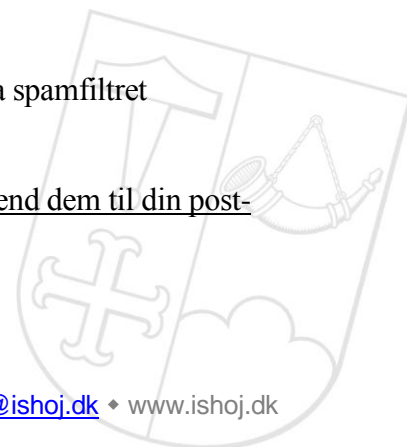 spamfiltret
end dem til din post-
@ishoj.dk ◆ www.ishoj.dk